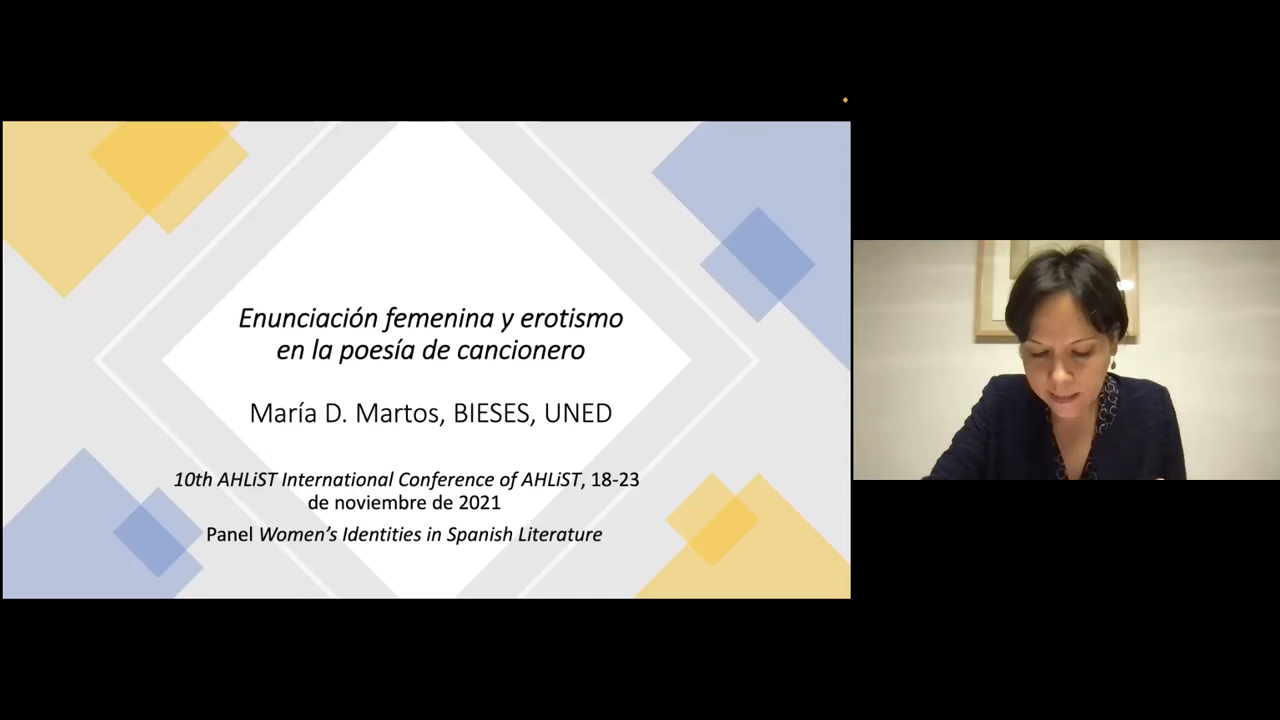 Enunciación femenina y erotismo
en la poesía de cancionero
María D. Martos, BIESES, UNED
10th AHLiST International Conference of AHLiST, 18-23
de noviembre de 2021
Panel Women's Identities in Spanish Literature